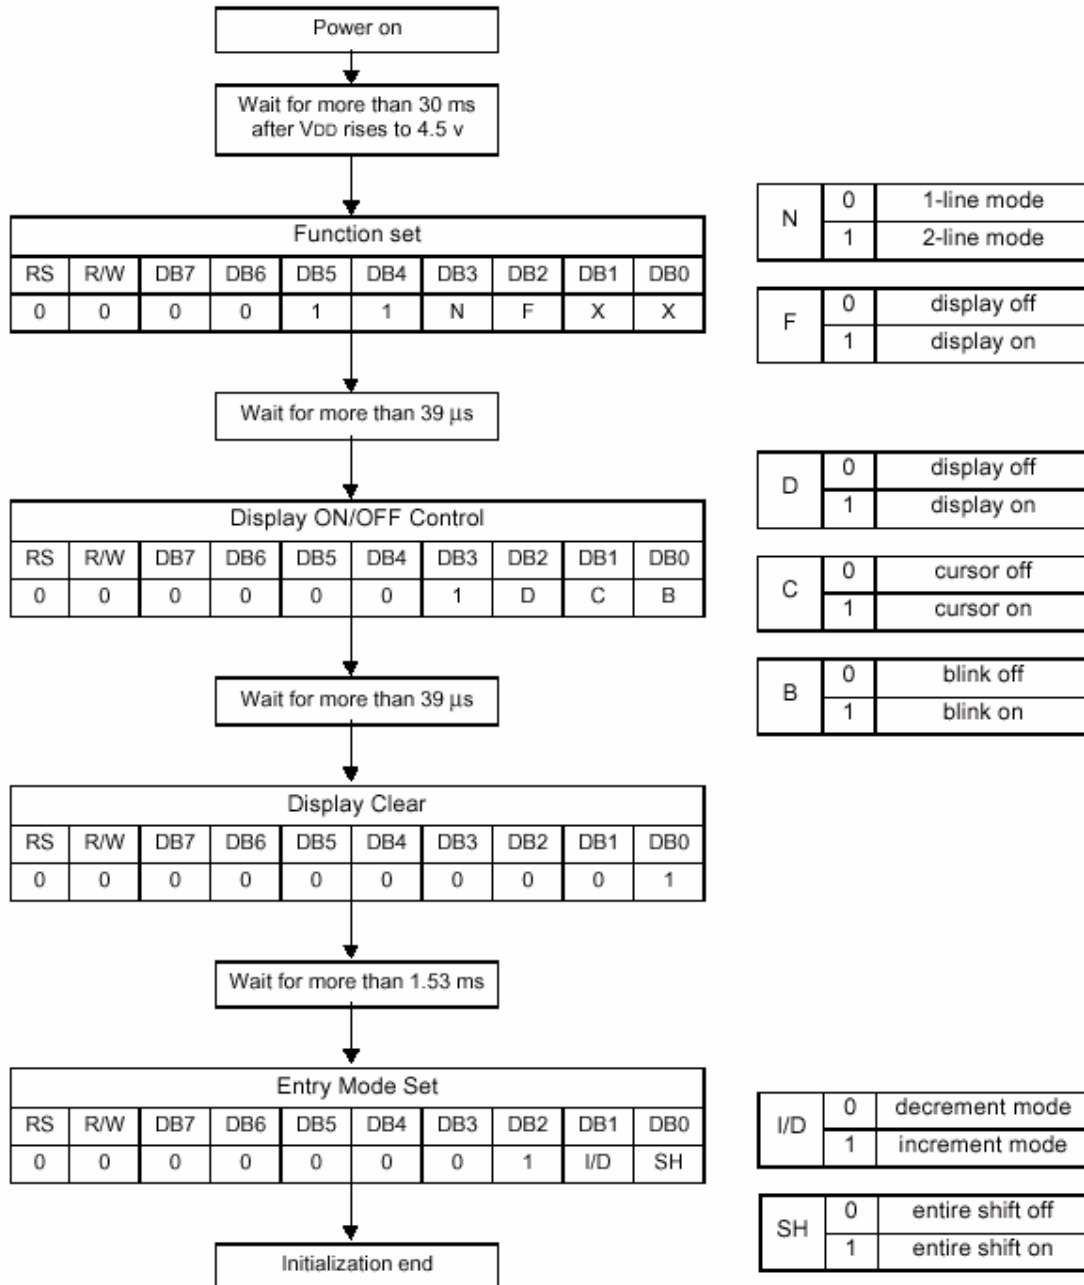 Power on
Wait for more than 30 ms
after VDD rises to 4.5 v
Function set
RS R/W DB7 DB6 DB5 DB4 DB3 DB2 DB1 DB0
0 0 0 0 1 1 N F X X
N 0 1-line mode
1 2-line mode
F 0 display off
1 display on
Wait for more than 39 μs
Display ON/OFF Control
RS R/W DB7 DB6 DB5 DB4 DB3 DB2 DB1 DB0
0 0 0 0 0 0 1 D C B
D 0 display off
1 display on
C 0 cursor off
1 cursor on
B 0 blink off
1 blink on
Wait for more than 39 μs
Display Clear
RS R/W DB7 DB6 DB5 DB4 DB3 DB2 DB1 DB0
0 0 0 0 0 0 0 0 0 1
Wait for more than 1.53 ms
Entry Mode Set
RS R/W DB7 DB6 DB5 DB4 DB3 DB2 DB1 DB0
0 0 0 0 0 0 0 1 I/D SH
I/D 0 decrement mode
1 increment mode
SH 0 entire shift off
1 entire shift on
Initialization end